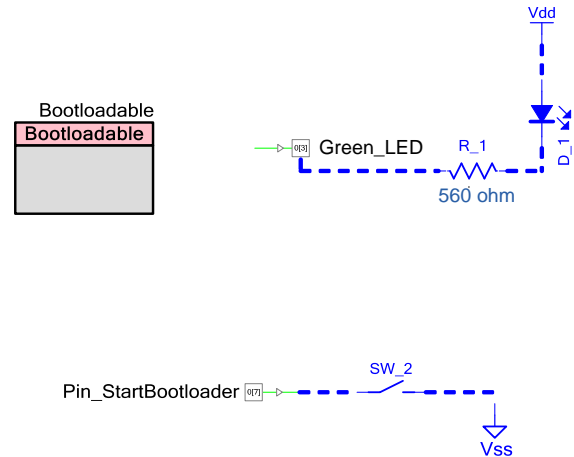 Vdd
Bootloadable
Bootloadable
0[3]
Green_LED
R_1
D_1
560 ohm
SW_2
Pin_StartBootloader
0[7]
Vss